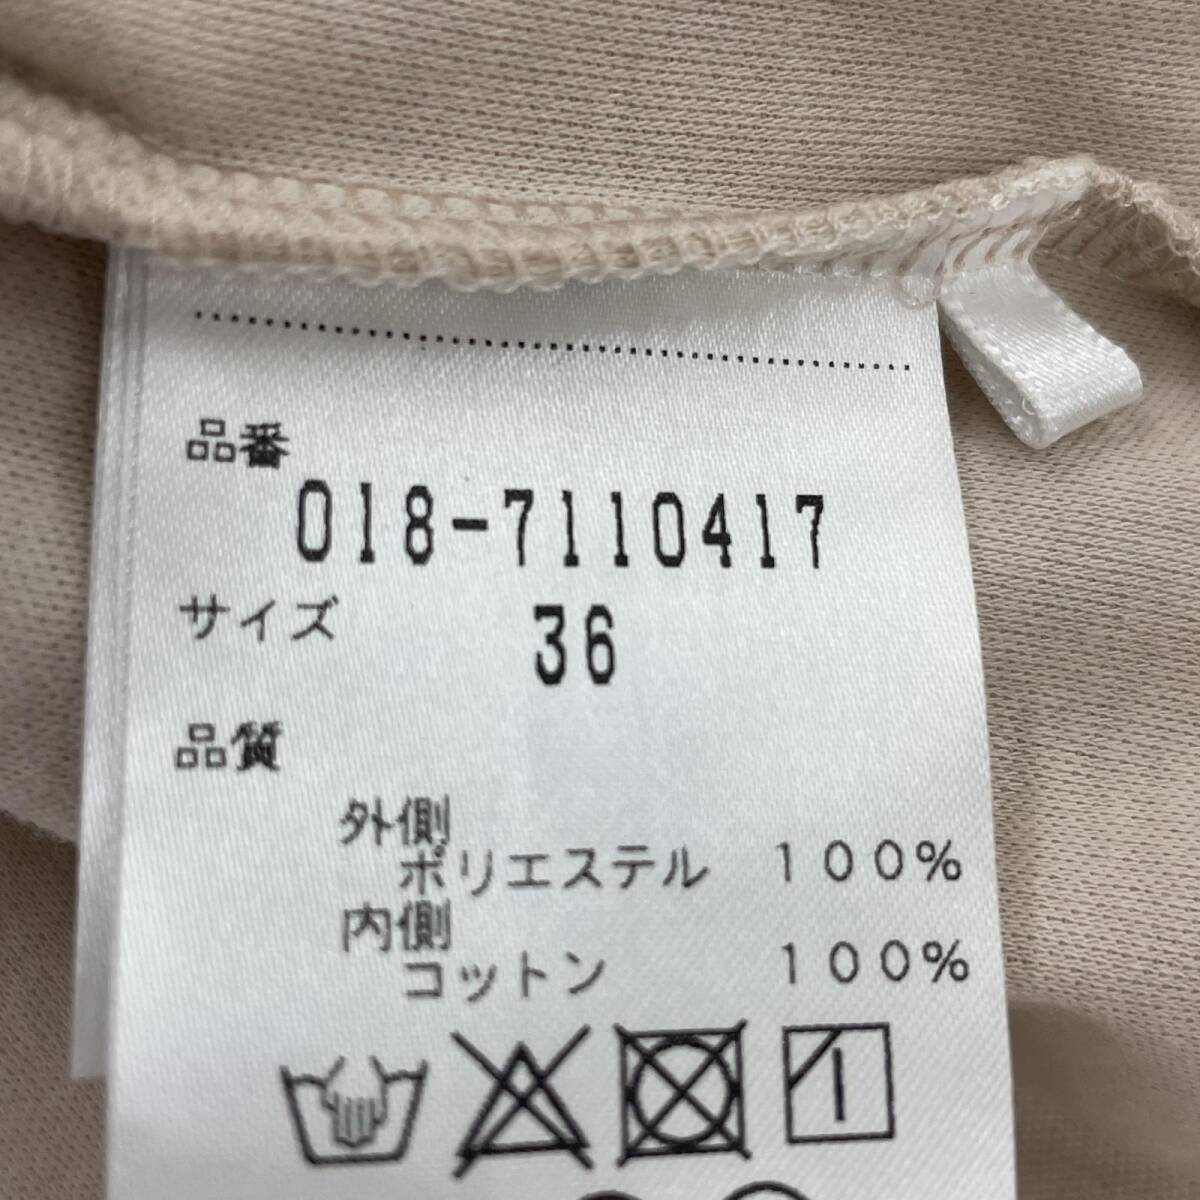 品番
018-7110417
サイズ 36
品質
外側
ポリエステル 100%
内側
コットン 100%